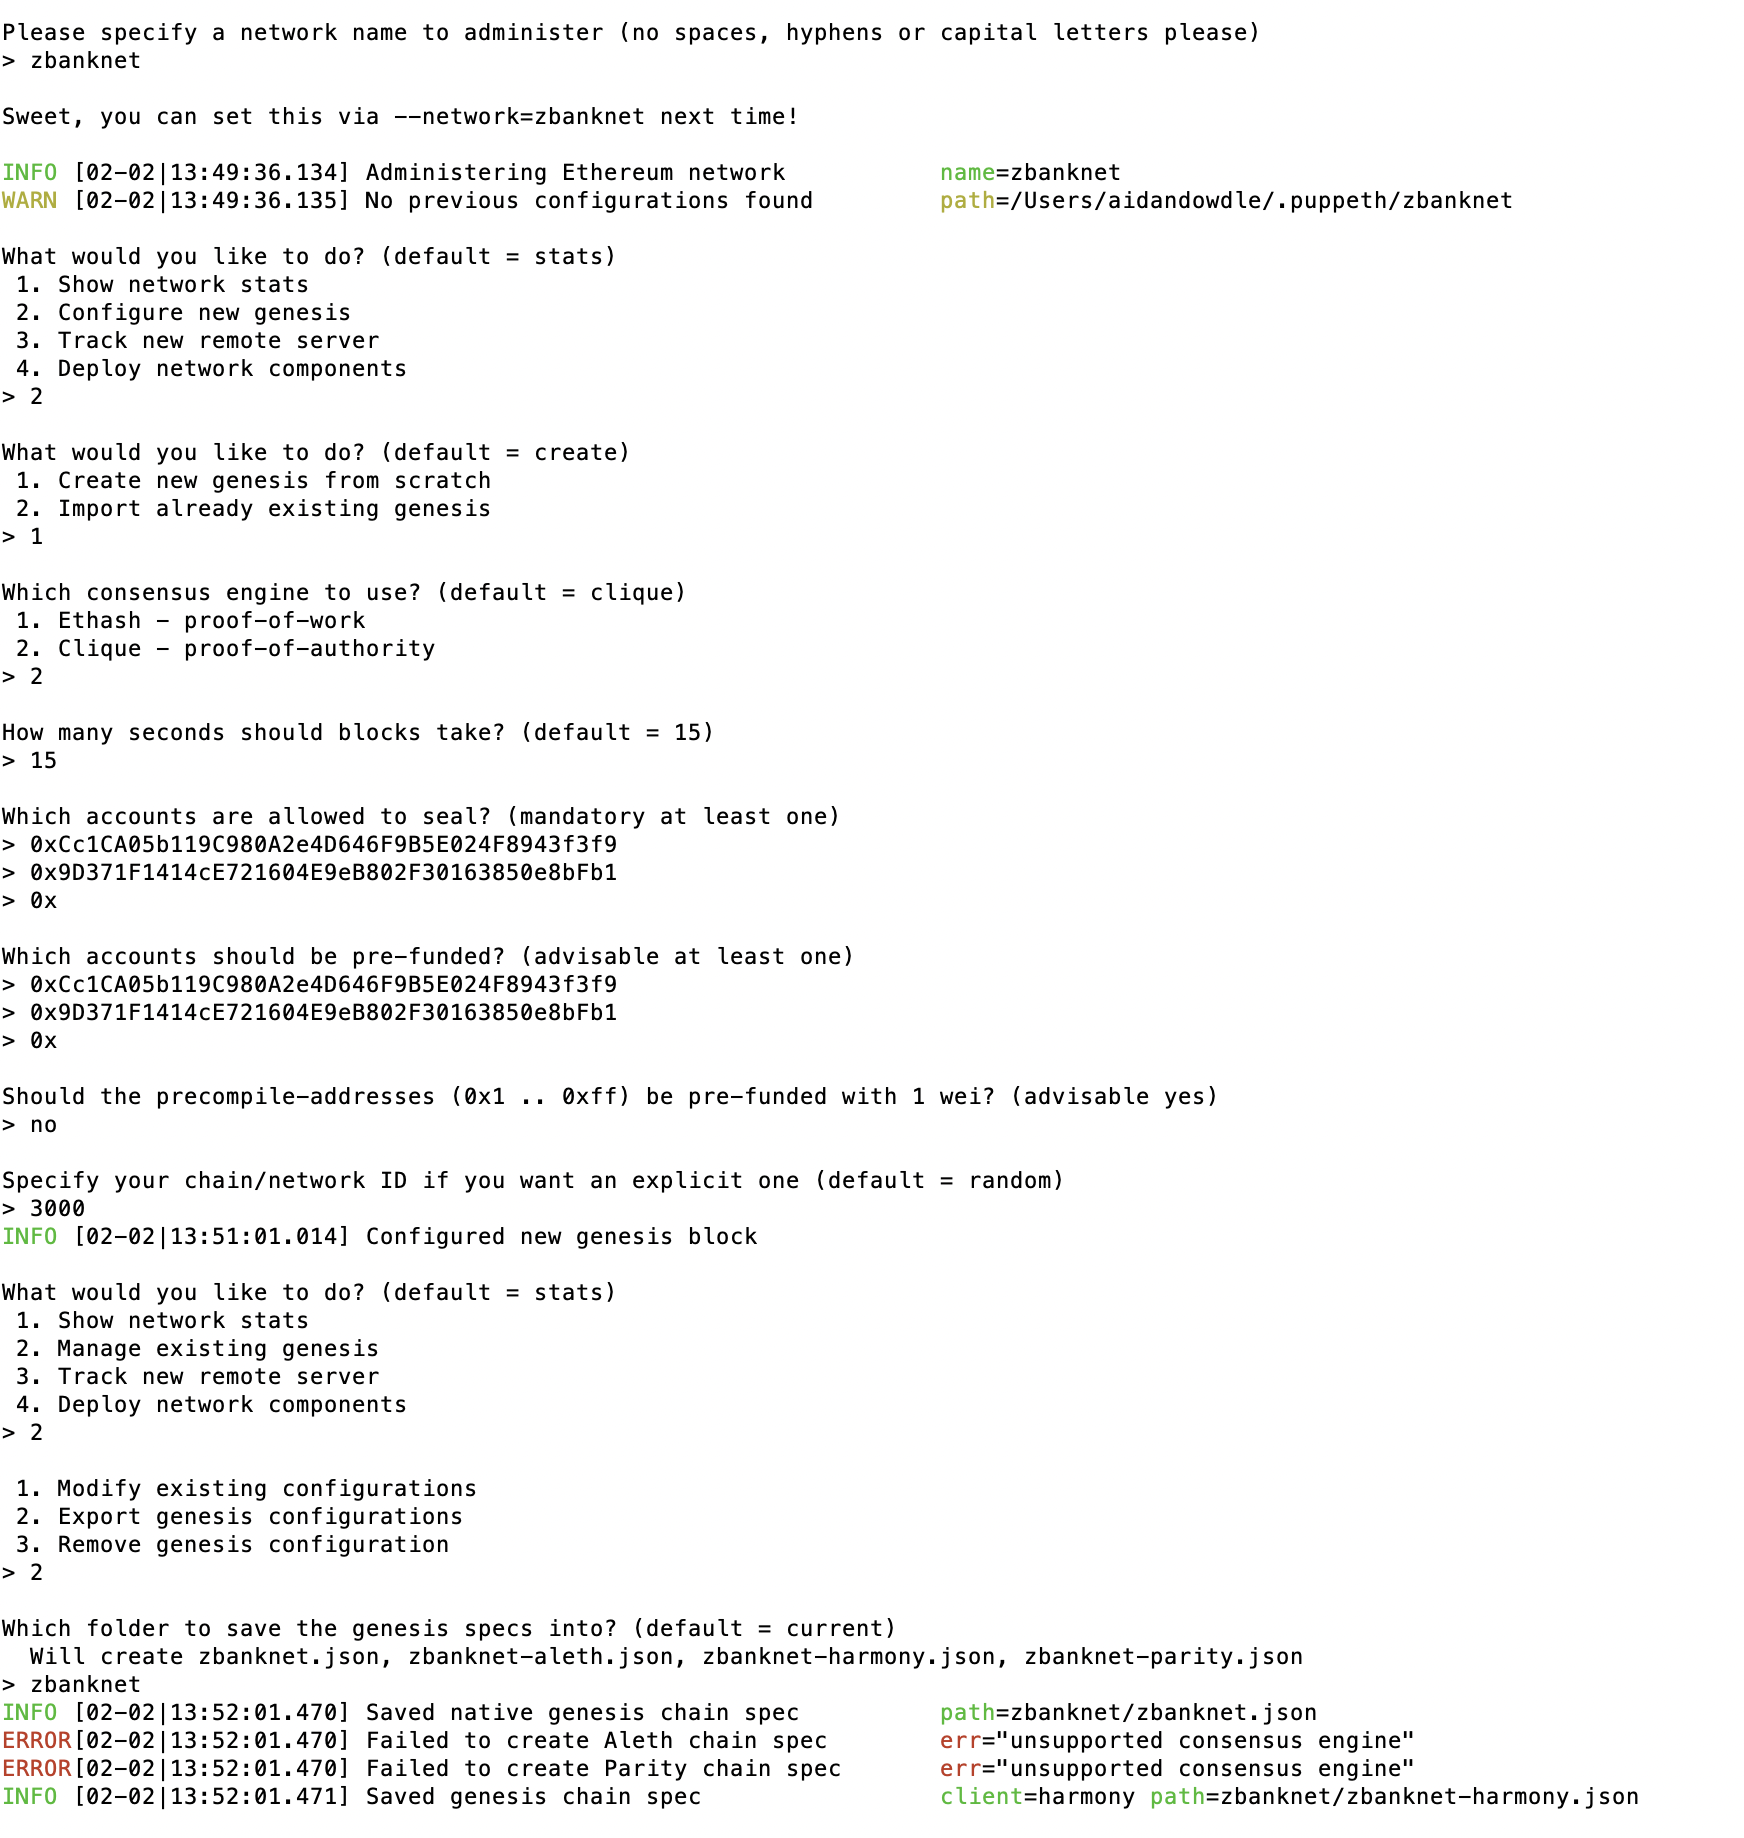 Please specify a network name to administer (no spaces, hyphens or capital letters please)
> zbanknet
Sweet, you can set this via --network=zbanknet next time!
INFO [02-02|13:49:36.134] Administering Ethereum network name=zbanknet
WARN [02-02|13:49:36.135] No previous configurations found path=/Users/aidandowdle/.puppeth/zbanknet
What would you like to do? (default = stats)
1. Show network stats
2. Configure new genesis
3. Track new remote server
4. Deploy network components
> 2
What would you like to do? (default = create)
1. Create new genesis from scratch
2. Import already existing genesis
> 1
Which consensus engine to use? (default = clique)
1. Ethash - proof-of-work
2. Clique - proof-of-authority
> 2
How many seconds should blocks take? (default = 15)
> 15
Which accounts are allowed to seal? (mandatory at least one)
> 0xCc1CA05b119C980A2e4D646F9B5E024F8943f3f9
> 0x9D371F1414cE721604E9eB802F30163850e8bFb1
> 0x
Which accounts should be pre-funded? (advisable at least one)
> 0xCc1CA05b119C980A2e4D646F9B5E024F8943f3f9
> 0x9D371F1414cE721604E9eB802F30163850e8bFb1
> 0x
Should the precompile-addresses (0x1 .. 0xff) be pre-funded with 1 wei? (advisable yes)
> no
Specify your chain/network ID if you want an explicit one (default = random)
> 3000
INFO [02-02|13:51:01.014] Configured new genesis block
What would you like to do? (default = stats)
1. Show network stats
2. Manage existing genesis
3. Track new remote server
4. Deploy network components
> 2
1. Modify existing configurations
2. Export genesis configurations
3. Remove genesis configuration
> 2
Which folder to save the genesis specs into? (default = current)
Will create zbanknet.json, zbanknet-aleth.json, zbanknet-harmony.json, zbanknet-parity.json
> zbanknet
INFO [02-02|13:52:01.470] Saved native genesis chain spec path=zbanknet/zbanknet.json
ERROR[02-02|13:52:01.470] Failed to create Aleth chain spec err="unsupported consensus engine"
ERROR[02-02|13:52:01.470] Failed to create Parity chain spec err="unsupported consensus engine"
INFO [02-02|13:52:01.471] Saved genesis chain spec client=harmony path=zbanknet/zbanknet-harmony.json